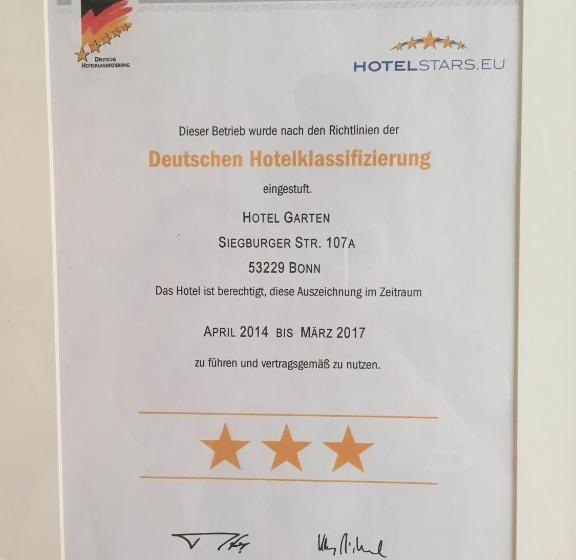 DEUTSCHE
HOTELKLASSIFIZIERUNG
HOTELSTARS.EU
Dieser Betrieb wurde nach den Richtlinien der
Deutschen Hotelklassifizierung
eingestuft.
HOTEL GARTEN
SIEGBURGER STR. 107A
53229 BONN
Das Hotel ist berechtigt, diese Auszeichnung im Zeitraum
APRIL 2014 BIS MÄRZ 2017
zu führen und vertragsgemäß zu nutzen.